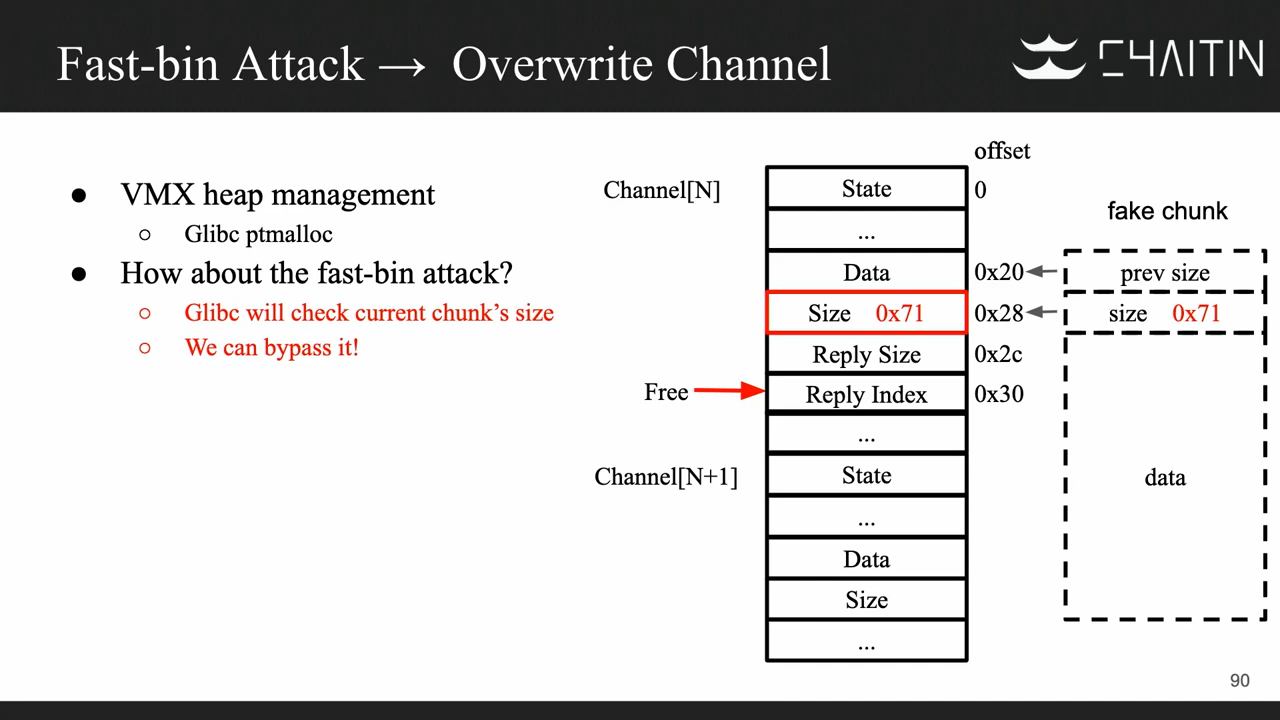 Fast-bin Attack → Overwrite Channel
CHAITIN
● VMX heap management
○ Glibc ptmalloc
● How about the fast-bin attack?
○ Glibc will check current chunk's size
○ We can bypass it!
offset
Channel[N]
State
0
...
Data
0x20
Size 0x71
0x28
Reply Size
0x2c
Free
Reply Index
0x30
...
Channel[N+1]
State
...
Data
Size
...
fake chunk
prev size
size 0x71
data
90